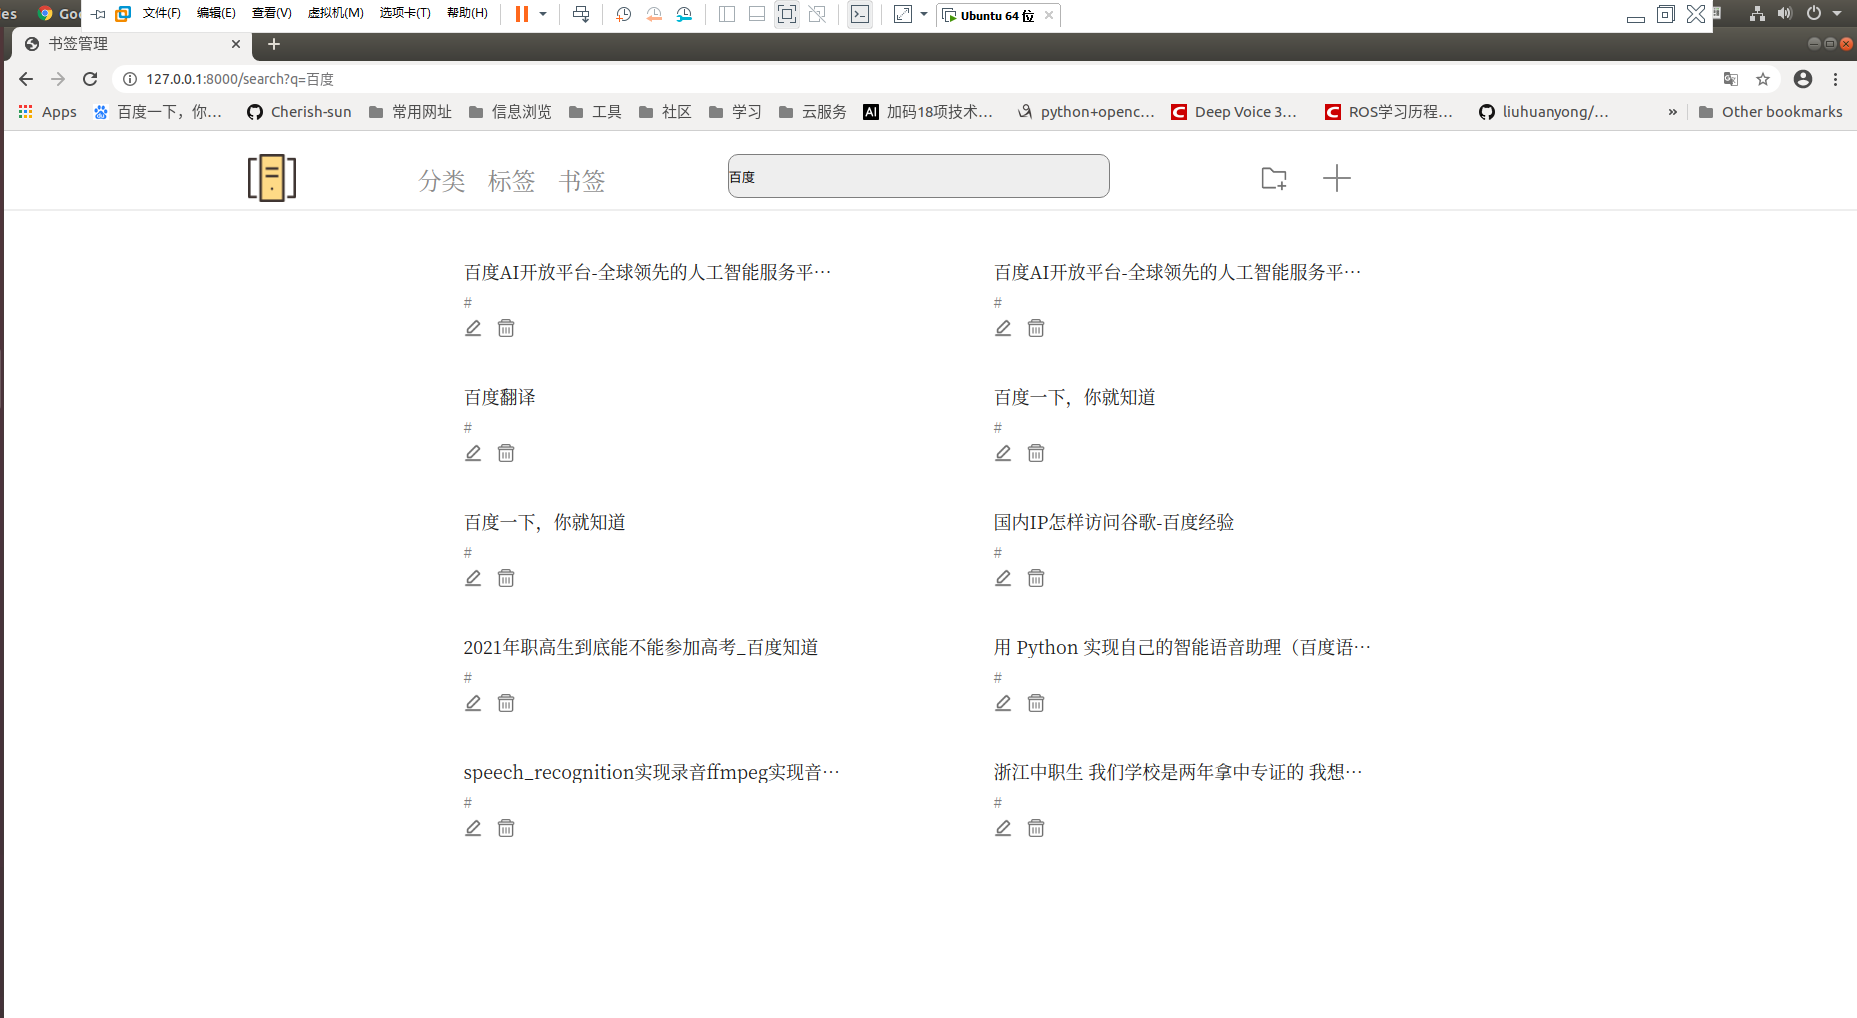 es Goo 文件(F) 编辑(E) 查看(V) 虚拟机(M) 选项卡(T) 帮助(H) Ubuntu 64 位
书签管理
127.0.0.1:8000/search?q=百度
Apps 百度一下，你... Cherish-sun 常用网址 信息浏览 工具 社区 学习 云服务 AI 加码18项技术... python+openc... Deep Voice 3... ROS学习历程... liuhuanyong/... » Other bookmarks
分类 标签 书签 百度
百度AI开放平台-全球领先的人工智能服务平… 百度AI开放平台-全球领先的人工智能服务平…
# #
百度翻译 百度一下，你就知道
# #
百度一下，你就知道 国内IP怎样访问谷歌-百度经验
# #
2021年职高生到底能不能参加高考_百度知道 用 Python 实现自己的智能语音助理（百度语…
# #
speech_recognition实现录音ffmpeg实现音… 浙江中职生 我们学校是两年拿中专证的 我想…
# #